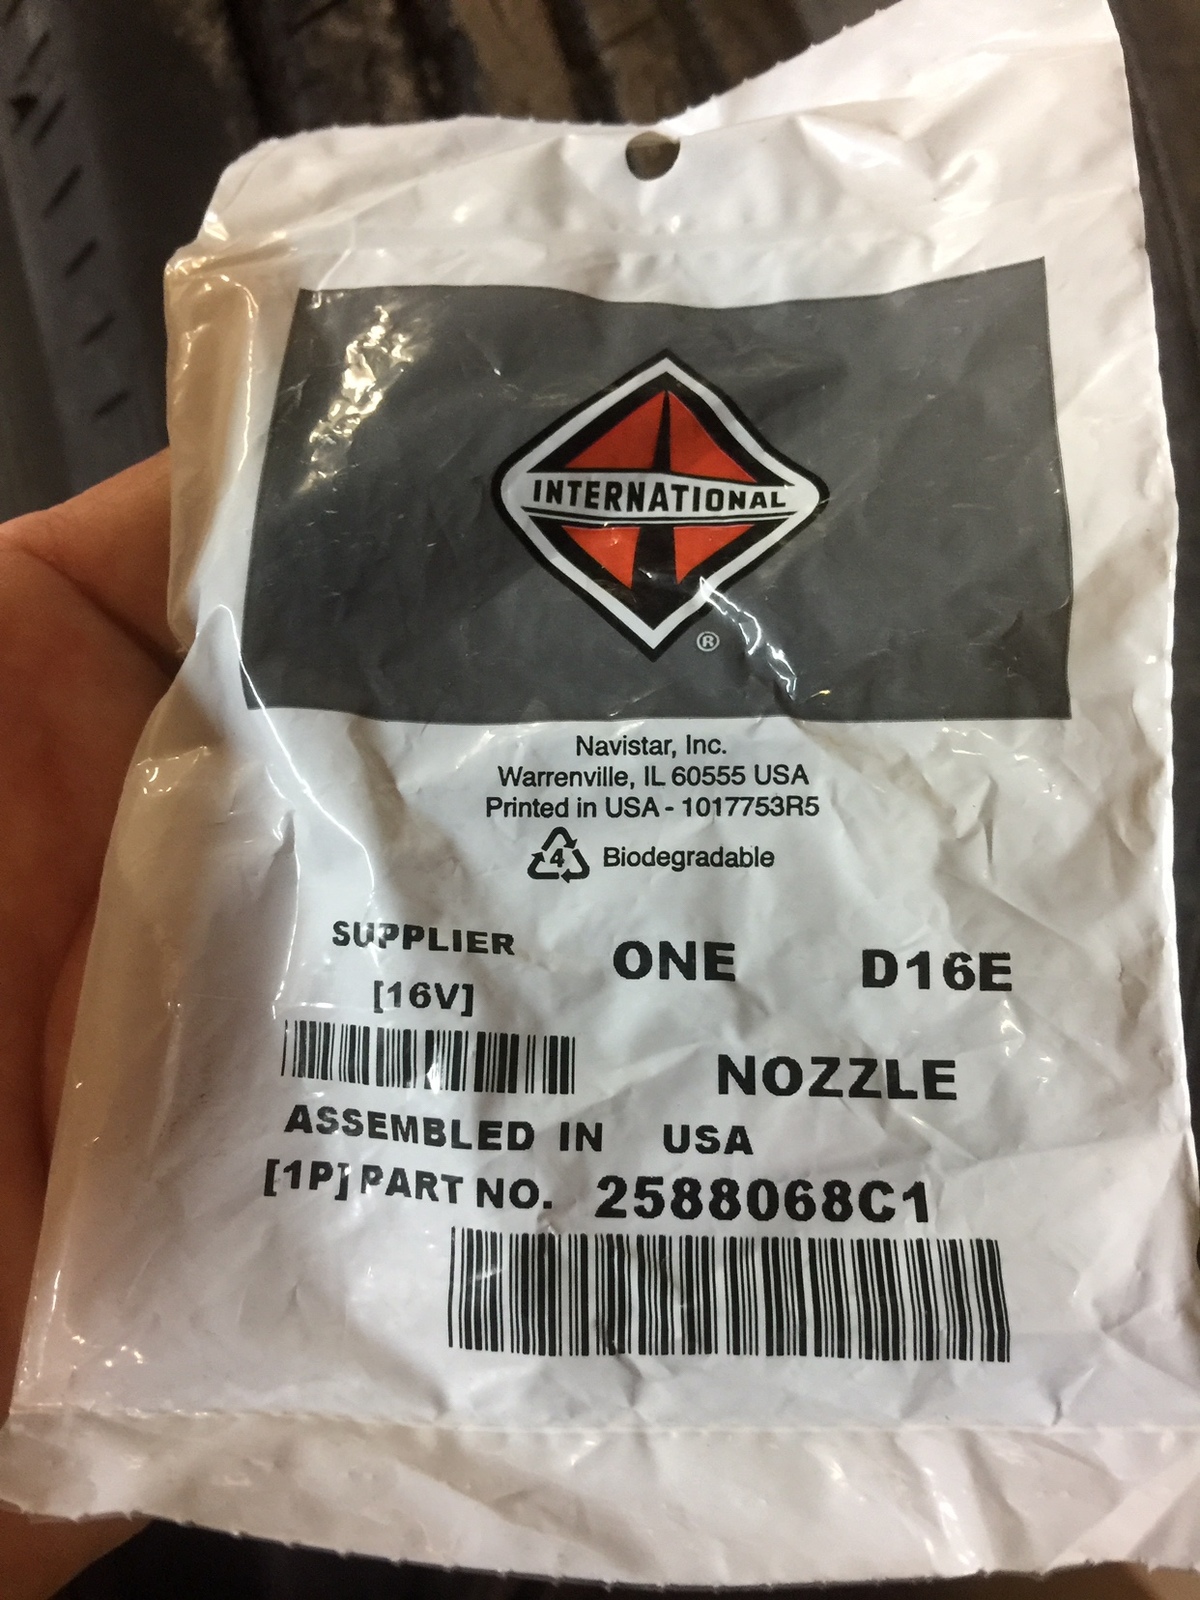 INTERNATIONAL
®
Navistar, Inc.
Warrenville, IL 60555 USA
Printed in USA - 1017753R5
4 Biodegradable
SUPPLIER ONE D16E
[16V]
NOZZLE
ASSEMBLED IN USA
[1P] PART NO. 2588068C1